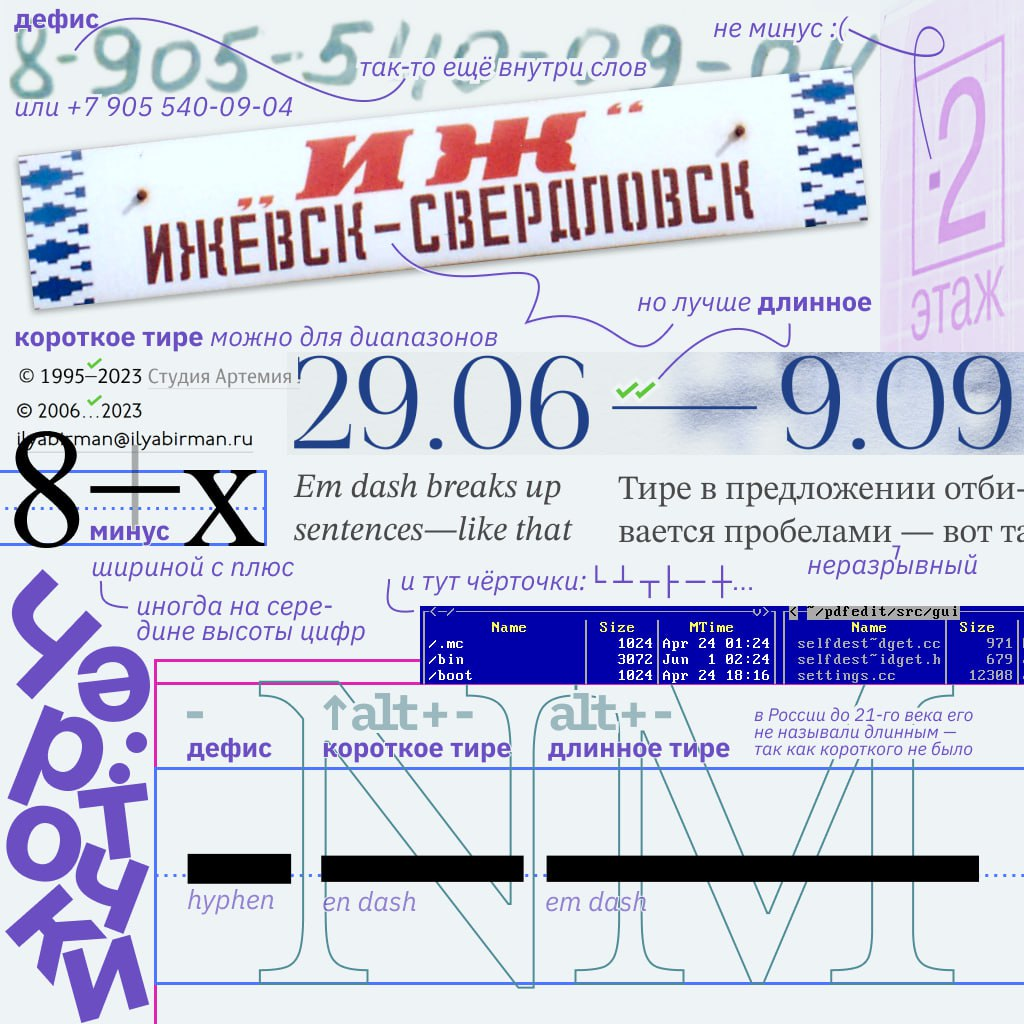 дефис
8-905-540-09-04
не минус :(
так-то ещё внутри слов
или +7 905 540-09-04
„ИЖ“
ИЖЕВСК–СВЕРДЛОВСК
-2
этаж
но лучше длинное
короткое тире можно для диапазонов
© 1995–2023 Студия Артемия
© 2006…2023
ilyabirman@ilyabirman.ru
29.06 — 9.09
8−x
минус
шириной с плюс
иногда на сере-
дине высоты цифр
Em dash breaks up
sentences—like that
Тире в предложении отби-
вается пробелами — вот та
неразрывный
и тут чёрточки: └ ┴ ┬ ├ ─ ┼…
<─/ v>
Name Size MTime
/.mc 1024 Apr 24 01:24
/bin 3072 Jun 1 02:24
/boot 1024 Apr 24 18:16
< ~/pdfedit/src/gui
Name Size
selfdest~dget.cc 971
selfdest~idget.h 679
settings.cc 12308
Чёрточки
-
дефис
↑alt+-
короткое тире
alt+-
длинное тире
в России до 21-го века его
не называли длинным —
так как короткого не было
NM
hyphen
en dash
em dash